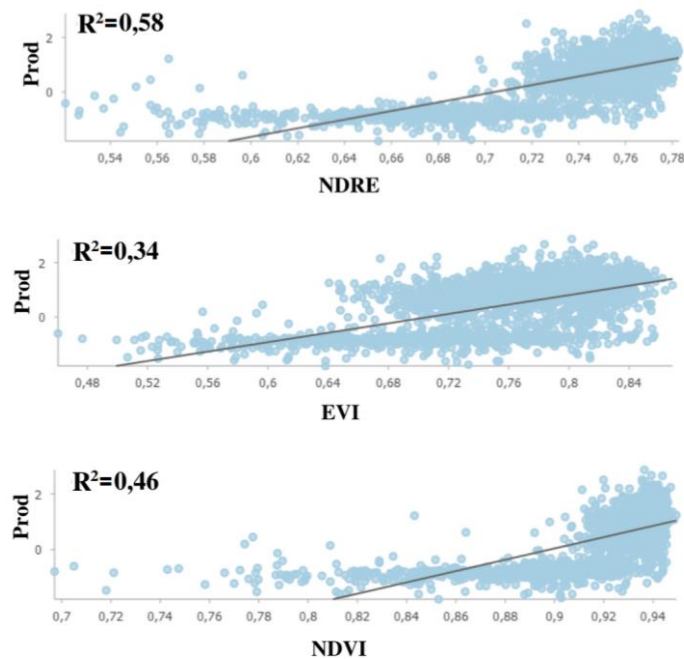 R²=0,58
Prod
2
0
0,54 0,56 0,58 0,6 0,62 0,64 0,66 0,68 0,7 0,72 0,74 0,76 0,78
NDRE
R²=0,34
Prod
2
0
0,48 0,52 0,56 0,6 0,64 0,68 0,72 0,76 0,8 0,84
EVI
R²=0,46
Prod
2
0
0,7 0,72 0,74 0,76 0,78 0,8 0,82 0,84 0,86 0,88 0,9 0,92 0,94
NDVI